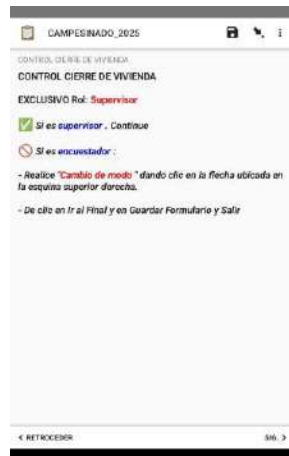 CAMPESINADO_2025
CONTROL CIERRE DE VIVIENDA
CONTROL CIERRE DE VIVIENDA
EXCLUSIVO Rol: Supervisor
Si es supervisor . Continue
Si es encuestador :
- Realice "Cambio de modo " dando clic en la flecha ubicada en
la esquina superior derecha.
- De clic en Ir al Final y en Guardar Formulario y Salir
< RETROCEDER
SIG. >